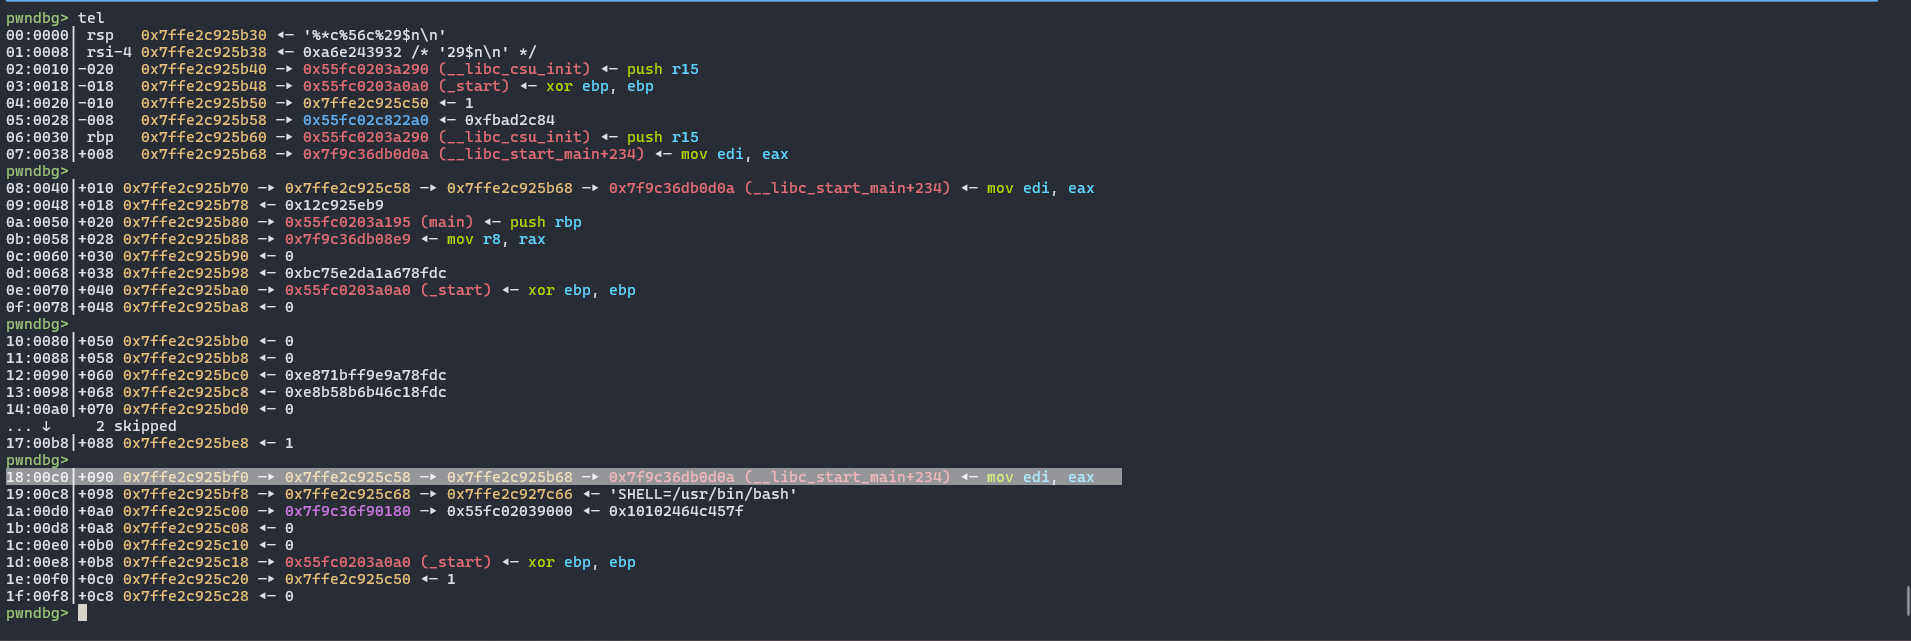 pwndbg> tel
00:0000│ rsp   0x7ffe2c925b30 ◂— '%*c%56c%29$n\n'
01:0008│ rsi-4 0x7ffe2c925b38 ◂— 0xa6e243932 /* '29$n\n' */
02:0010│-020   0x7ffe2c925b40 —▸ 0x55fc0203a290 (__libc_csu_init) ◂— push r15
03:0018│-018   0x7ffe2c925b48 —▸ 0x55fc0203a0a0 (_start) ◂— xor ebp, ebp
04:0020│-010   0x7ffe2c925b50 —▸ 0x7ffe2c925c50 ◂— 1
05:0028│-008   0x7ffe2c925b58 —▸ 0x55fc02c822a0 ◂— 0xfbad2c84
06:0030│ rbp   0x7ffe2c925b60 —▸ 0x55fc0203a290 (__libc_csu_init) ◂— push r15
07:0038│+008   0x7ffe2c925b68 —▸ 0x7f9c36db0d0a (__libc_start_main+234) ◂— mov edi, eax
pwndbg>
08:0040│+010 0x7ffe2c925b70 —▸ 0x7ffe2c925c58 —▸ 0x7ffe2c925b68 —▸ 0x7f9c36db0d0a (__libc_start_main+234) ◂— mov edi, eax
09:0048│+018 0x7ffe2c925b78 ◂— 0x12c925eb9
0a:0050│+020 0x7ffe2c925b80 —▸ 0x55fc0203a195 (main) ◂— push rbp
0b:0058│+028 0x7ffe2c925b88 —▸ 0x7f9c36db08e9 ◂— mov r8, rax
0c:0060│+030 0x7ffe2c925b90 ◂— 0
0d:0068│+038 0x7ffe2c925b98 ◂— 0xbc75e2da1a678fdc
0e:0070│+040 0x7ffe2c925ba0 —▸ 0x55fc0203a0a0 (_start) ◂— xor ebp, ebp
0f:0078│+048 0x7ffe2c925ba8 ◂— 0
pwndbg>
10:0080│+050 0x7ffe2c925bb0 ◂— 0
11:0088│+058 0x7ffe2c925bb8 ◂— 0
12:0090│+060 0x7ffe2c925bc0 ◂— 0xe871bff9e9a78fdc
13:0098│+068 0x7ffe2c925bc8 ◂— 0xe8b58b6b46c18fdc
14:00a0│+070 0x7ffe2c925bd0 ◂— 0
... ↓     2 skipped
17:00b8│+088 0x7ffe2c925be8 ◂— 1
pwndbg>
18:00c0│+090 0x7ffe2c925bf0 —▸ 0x7ffe2c925c58 —▸ 0x7ffe2c925b68 —▸ 0x7f9c36db0d0a (__libc_start_main+234) ◂— mov edi, eax
19:00c8│+098 0x7ffe2c925bf8 —▸ 0x7ffe2c925c68 —▸ 0x7ffe2c927c66 ◂— 'SHELL=/usr/bin/bash'
1a:00d0│+0a0 0x7ffe2c925c00 —▸ 0x7f9c36f90180 —▸ 0x55fc02039000 ◂— 0x10102464c457f
1b:00d8│+0a8 0x7ffe2c925c08 ◂— 0
1c:00e0│+0b0 0x7ffe2c925c10 ◂— 0
1d:00e8│+0b8 0x7ffe2c925c18 —▸ 0x55fc0203a0a0 (_start) ◂— xor ebp, ebp
1e:00f0│+0c0 0x7ffe2c925c20 —▸ 0x7ffe2c925c50 ◂— 1
1f:00f8│+0c8 0x7ffe2c925c28 ◂— 0
pwndbg>